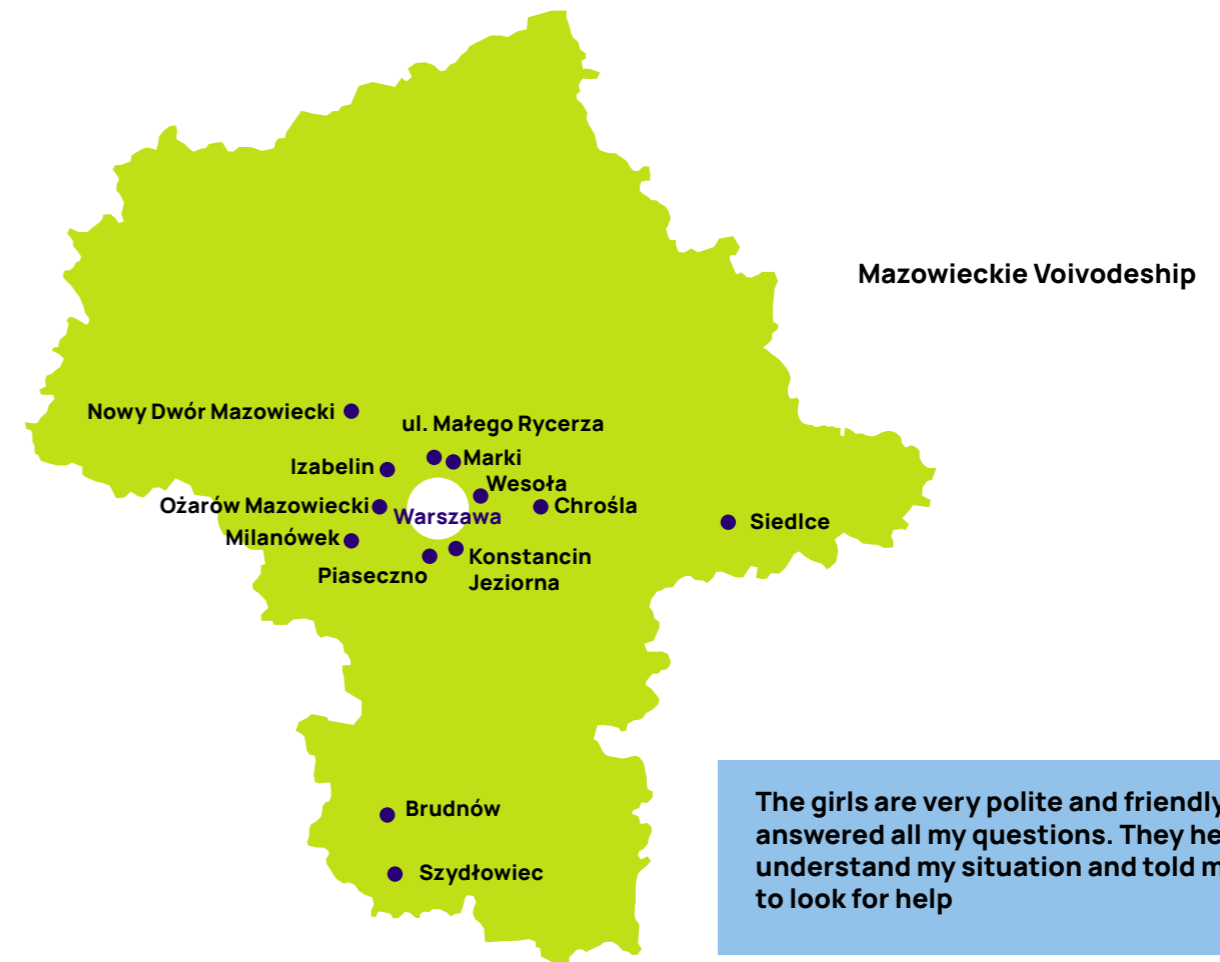 Mazowieckie Voivodeship
Nowy Dwór Mazowiecki
ul. Małego Rycerza
Izabelin
Marki
Wesoła
Ożarów Mazowiecki
Warszawa
Chrośla
Siedlce
Milanówek
Piaseczno
Konstancin
Jeziorna
Brudnów
Szydłowiec
The girls are very polite and friendly
answered all my questions. They
understand my situation and told
to look for help